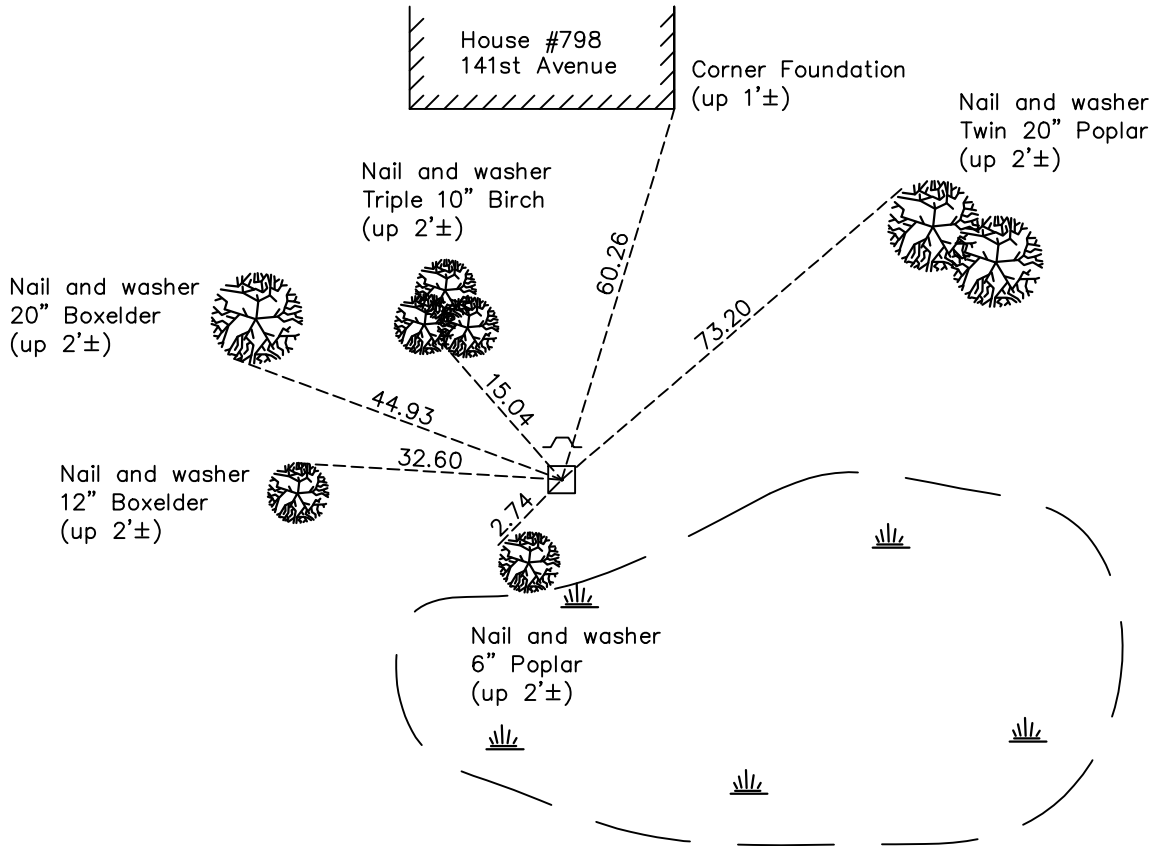 House #798
141st Avenue
Corner Foundation
(up 1'±)
Nail and washer
Twin 20” Poplar
(up 2'±)
Nail and washer
Triple 10” Birch
(up 2'±)
60.26
Nail and washer
20” Boxelder
(up 2'±)
73.20
15.04
44.93
32.60
Nail and washer
12” Boxelder
(up 2'±)
2.74
Nail and washer
6” Poplar
(up 2'±)